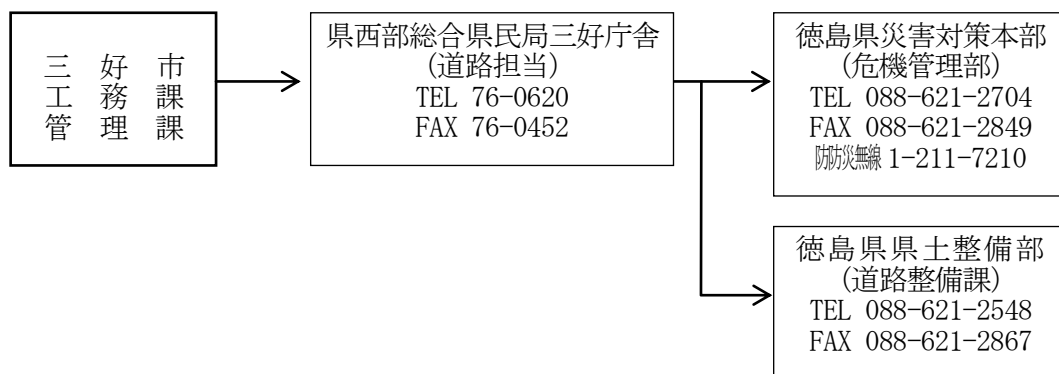 三好市
工務課
管理課
県西部総合県民局三好庁舎
(道路担当)
TEL 76-0620
FAX 76-0452
徳島県災害対策本部
(危機管理部)
TEL 088-621-2704
FAX 088-621-2849
防災無線 1-211-7210
徳島県県土整備部
(道路整備課)
TEL 088-621-2548
FAX 088-621-2867